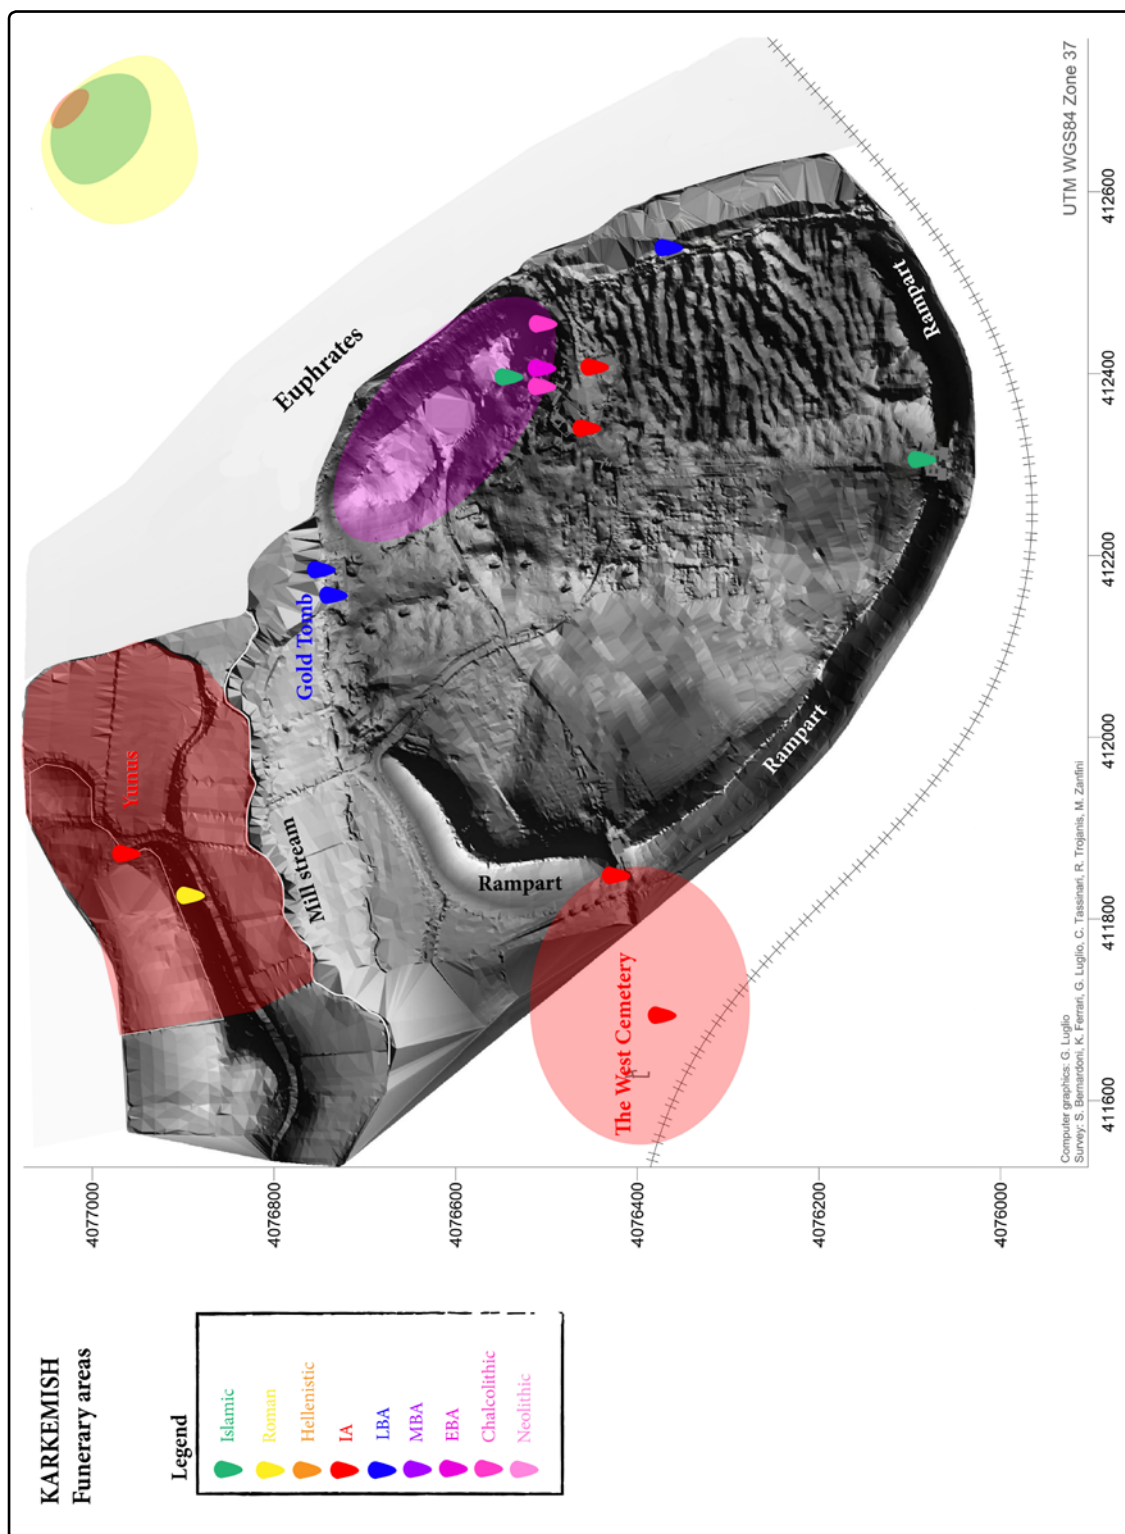 KARKEMISH
Funerary areas
Legend
Islamic
Roman
Hellenistic
IA
LBA
MBA
EBA
Chalcolithic
Neolithic
4077000
4076800
4076600
4076400
4076200
4076000
Yunus
Gold Tomb
Mill stream
Euphrates
Rampart
Rampart
Rampart
The West Cemetery
411600
411800
412000
412200
412400
412600
UTM WGS84 Zone 37
Computer graphics: G. Luglio
Survey: S. Bernardoni, K. Ferrari, G. Luglio, C. Tassinari, R. Trojanis, M. Zanfini